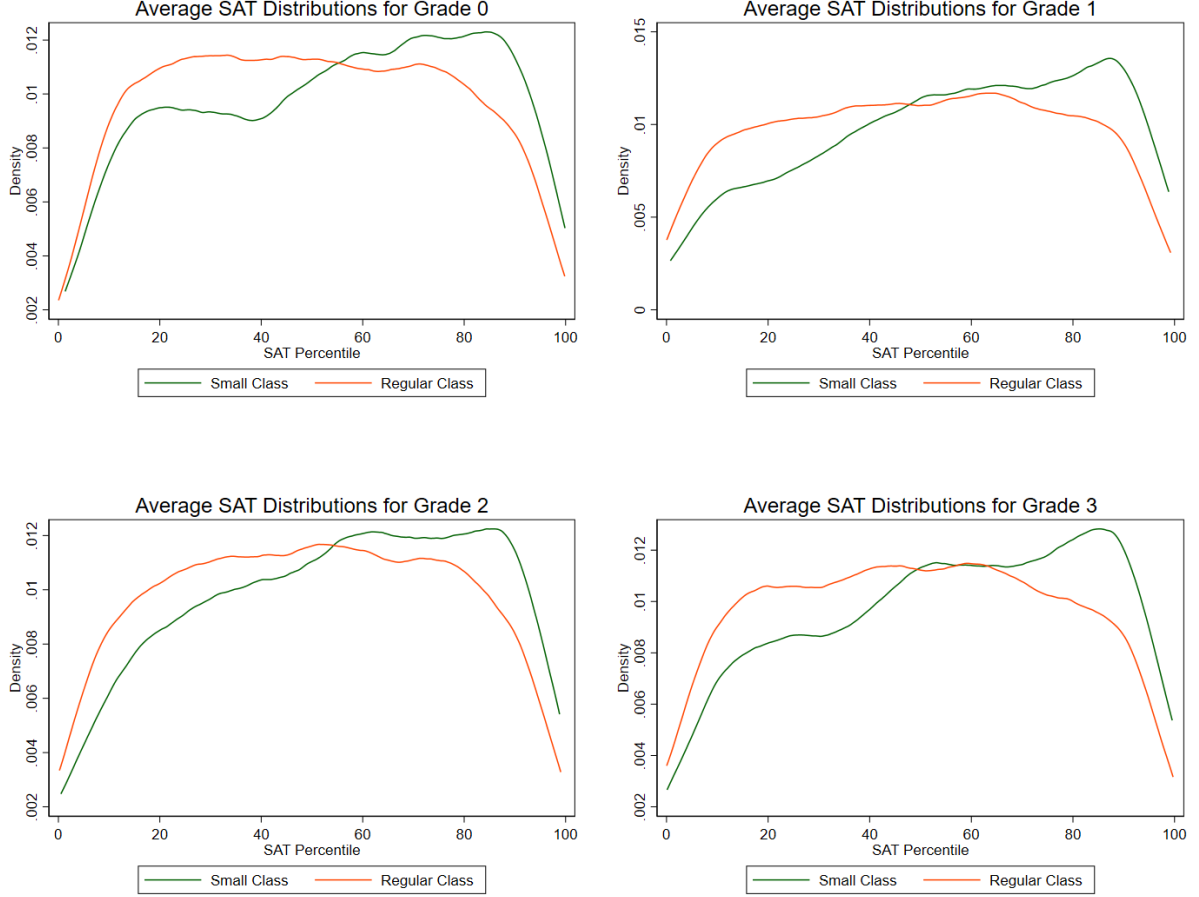 Average SAT Distributions for Grade 0
Density
.002 .004 .006 .008 .01 .012
0 20 40 60 80 100
SAT Percentile
Small Class Regular Class
Average SAT Distributions for Grade 1
Density
0 .005 .01 .015
0 20 40 60 80 100
SAT Percentile
Small Class Regular Class
Average SAT Distributions for Grade 2
Density
.002 .004 .006 .008 .01 .012
0 20 40 60 80 100
SAT Percentile
Small Class Regular Class
Average SAT Distributions for Grade 3
Density
.002 .004 .006 .008 .01 .012
0 20 40 60 80 100
SAT Percentile
Small Class Regular Class